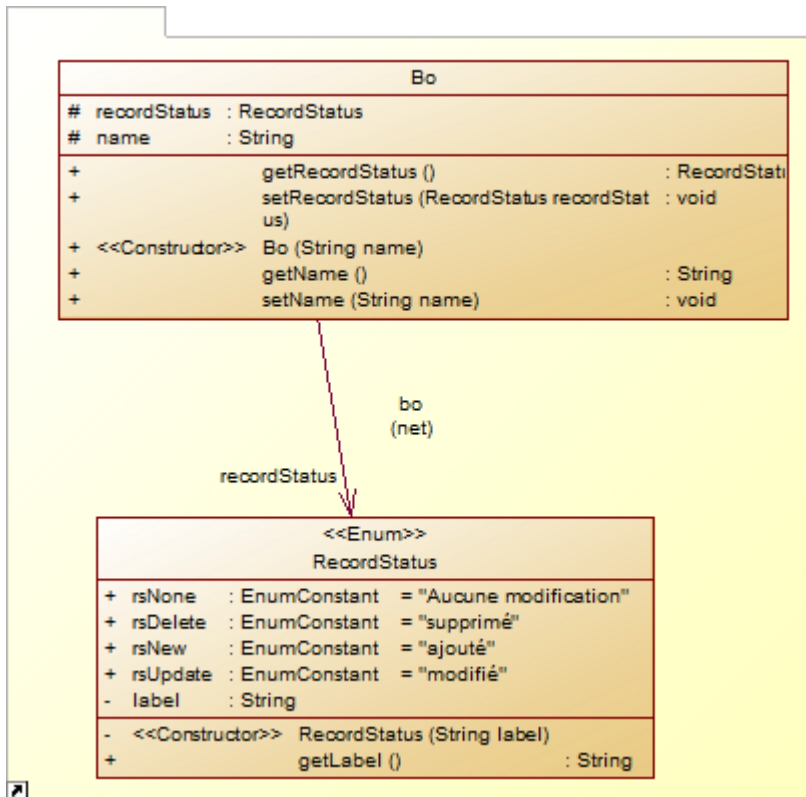 Bo
# recordStatus : RecordStatus
# name : String
+ getRecordStatus () : RecordStatu
+ setRecordStatus (RecordStatus recordStat : void
us)
+ <<Constructor>> Bo (String name)
+ getName () : String
+ setName (String name) : void
bo
(net)
recordStatus
<<Enum>>
RecordStatus
+ rsNone : EnumConstant = "Aucune modification"
+ rsDelete : EnumConstant = "supprimé"
+ rsNew : EnumConstant = "ajouté"
+ rsUpdate : EnumConstant = "modifié"
- label : String
- <<Constructor>> RecordStatus (String label)
+ getLabel () : String